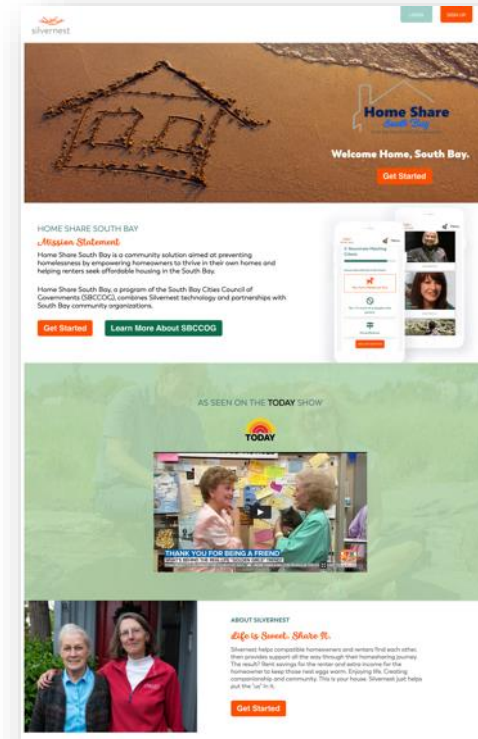 silvernest
LOGIN
SIGN UP
Home Share
South Bay
Welcome Home, South Bay.
Get Started
HOME SHARE SOUTH BAY
Mission Statement
Home Share South Bay is a community solution aimed at preventing
homelessness by empowering homeowners to thrive in their own homes and
helping renters seek affordable housing in the South Bay.
Home Share South Bay, a program of the South Bay Cities Council of
Governments (SBCCOG), combines Silvernest technology and partnerships with
South Bay community organizations.
Get Started
Learn More About SBCCOG
AS SEEN ON THE TODAY SHOW
TODAY
THANK YOU FOR BEING A FRIEND
WHAT'S BEHIND THE REAL-LIFE "GOLDEN GIRLS" TREND?
ABOUT SILVERNEST
Life is Sweet. Share It.
Silvernest helps compatible homeowners and renters find each other,
then provides support all the way through their homesharing journey.
The result? Rent savings for the renter and extra income for the
homeowner to keep those nest eggs warm. Enjoying life. Creating
companionship and community. This is your house. Silvernest just helps
put the "us" in it.
Get Started